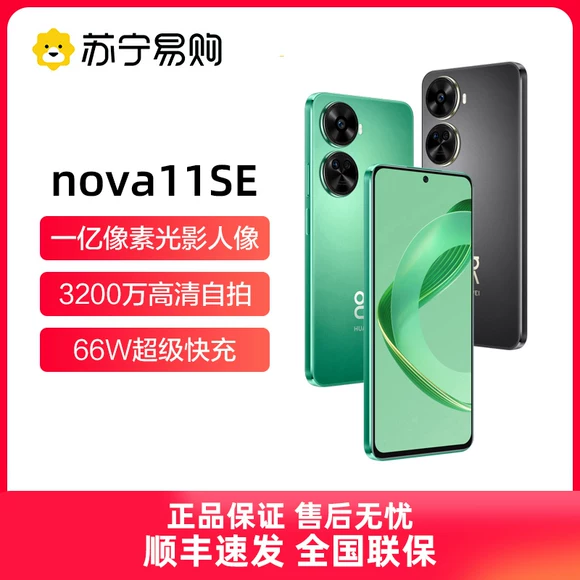 苏宁易购
nova11SE
一亿像素光影人像
3200万高清自拍
66W超级快充
正品保证 售后无忧
顺丰速发 全国联保